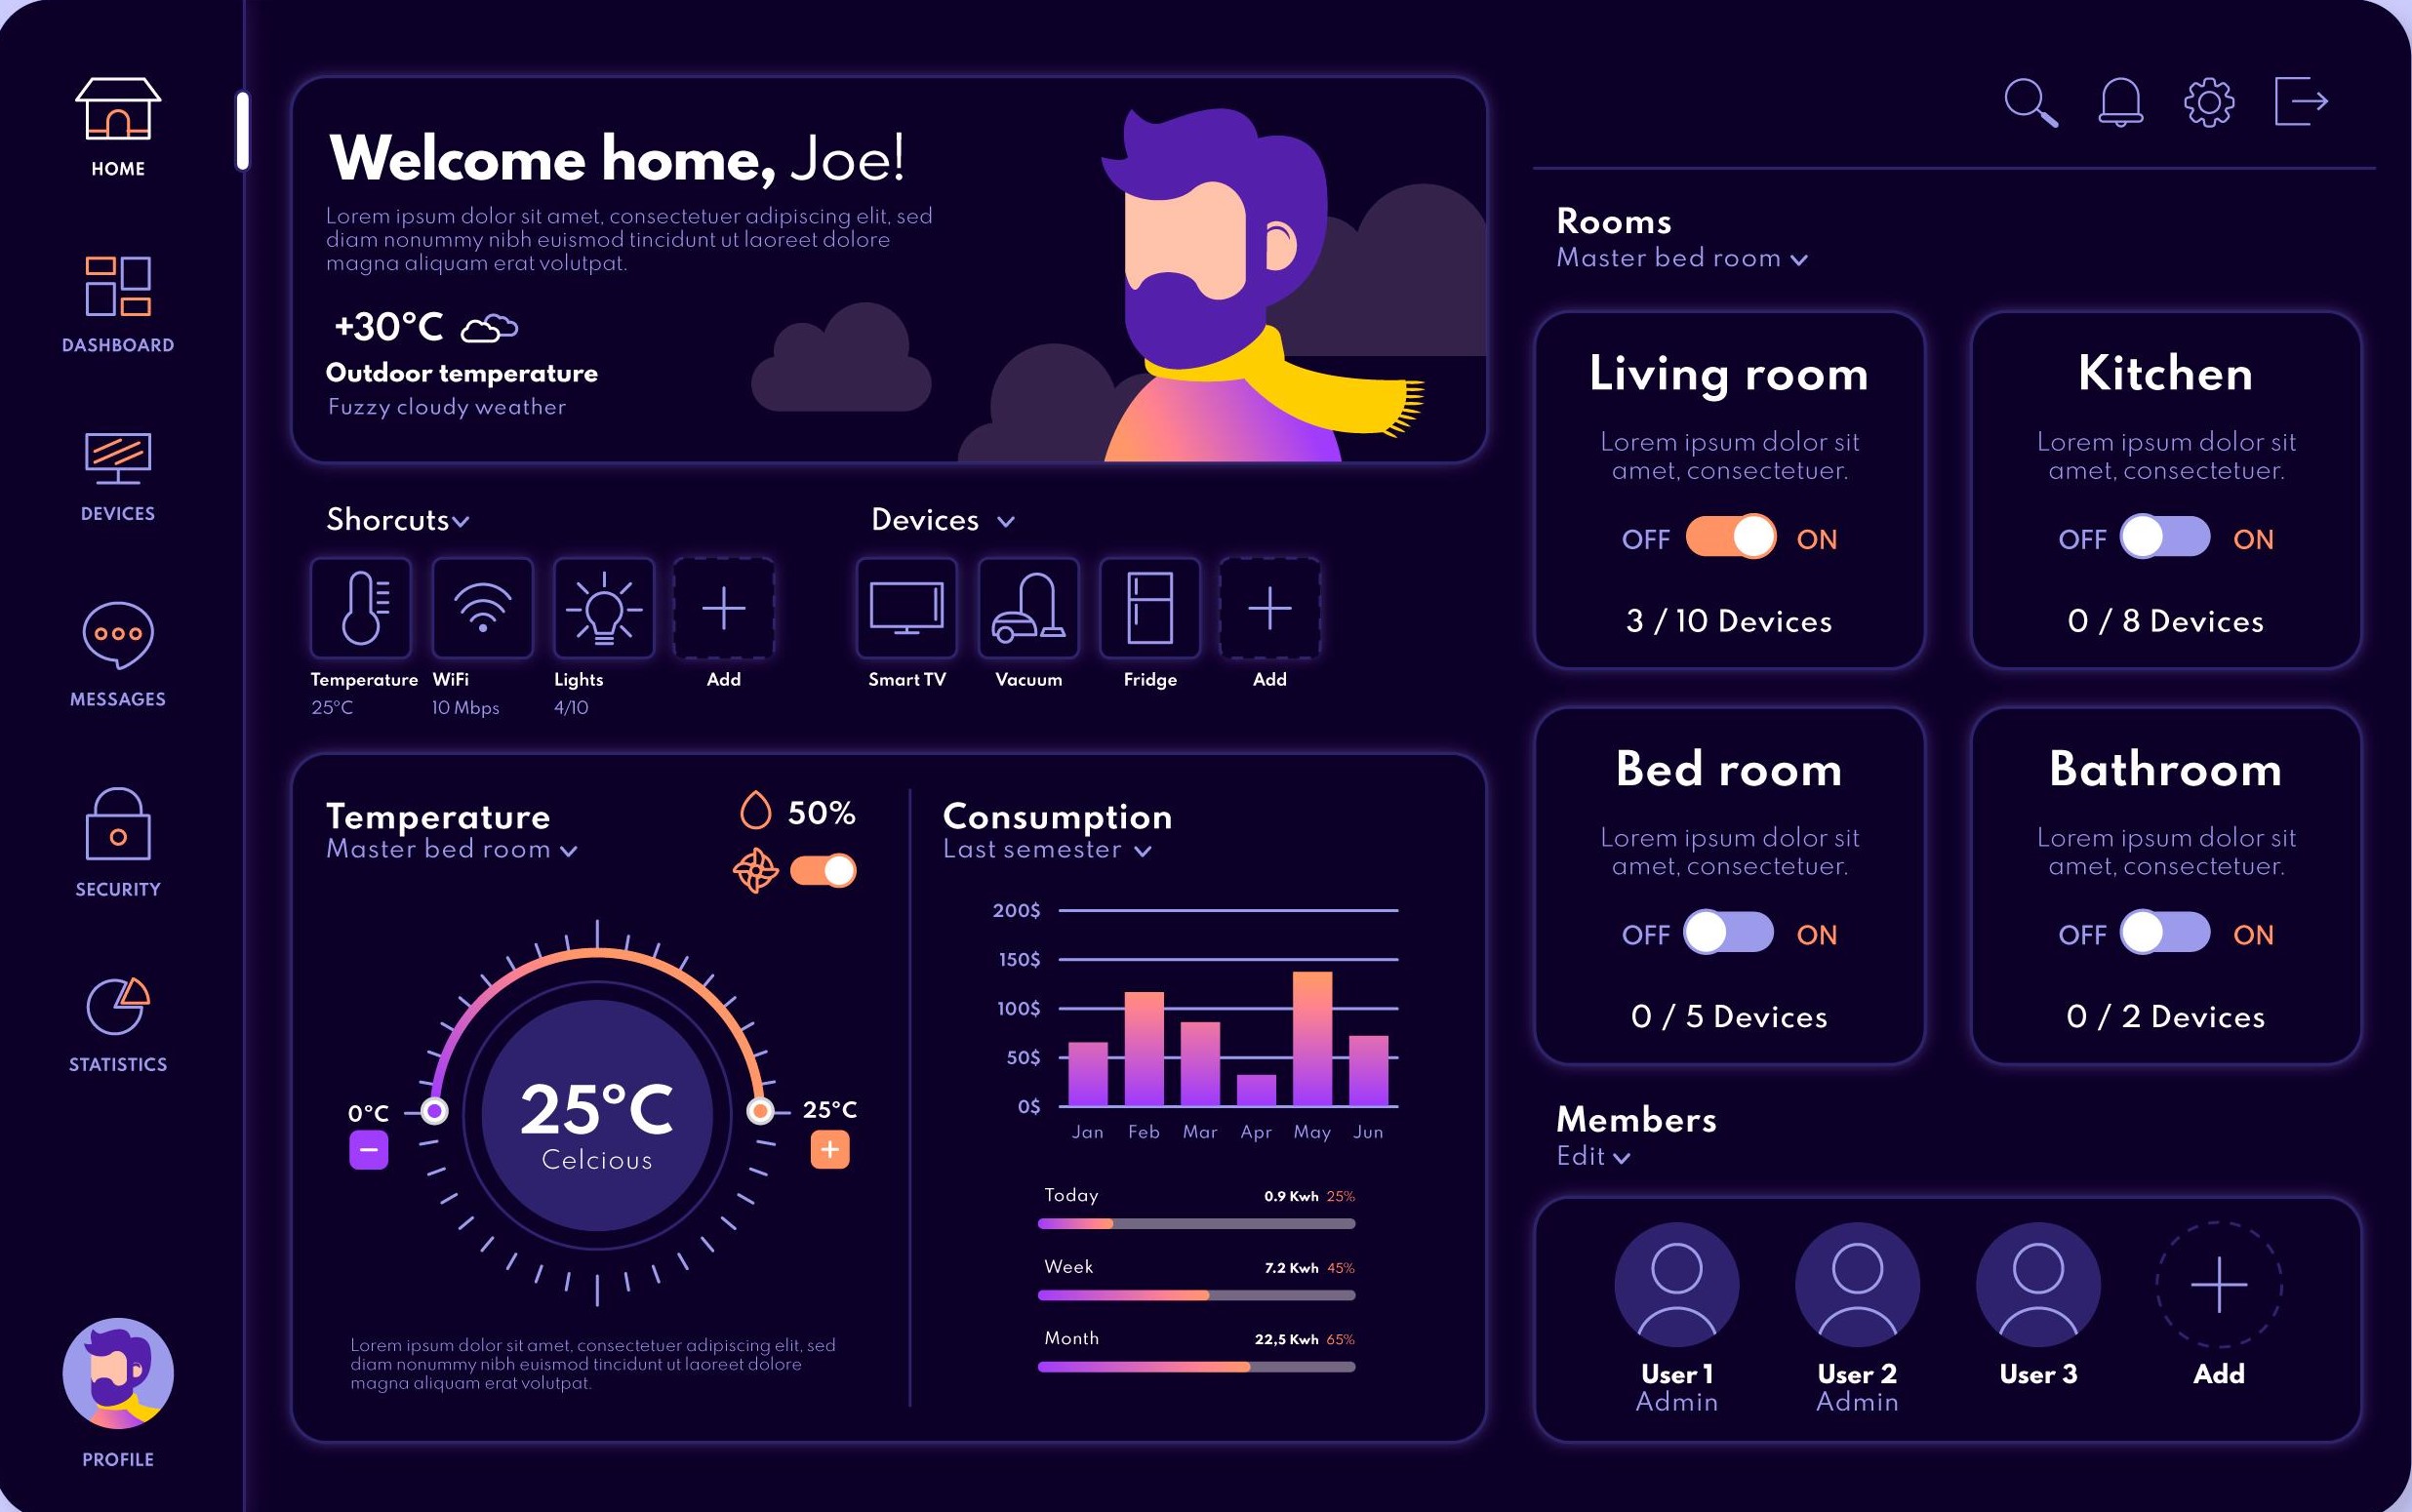 HOME
DASHBOARD
DEVICES
MESSAGES
SECURITY
STATISTICS
PROFILE
Welcome home, Joe!
Lorem ipsum dolor sit amet, consectetuer adipiscing elit, sed
diam nonummy nibh euismod tincidunt ut laoreet dolore
magna aliquam erat volutpat.
+30°C
Outdoor temperature
Fuzzy cloudy weather
Shorcuts
Temperature
25°C
WiFi
10 Mbps
Lights
4/10
Add
Devices
Smart TV
Vacuum
Fridge
Add
Temperature
Master bed room
50%
0°C
25°C
Celcious
25°C
Lorem ipsum dolor sit amet, consectetuer adipiscing elit, sed
diam nonummy nibh euismod tincidunt ut laoreet dolore
magna aliquam erat volutpat.
Consumption
Last semester
200$
150$
100$
50$
0$
Jan Feb Mar Apr May Jun
Today 0.9 Kwh 25%
Week 7.2 Kwh 45%
Month 22,5 Kwh 65%
Rooms
Master bed room
Living room
Lorem ipsum dolor sit
amet, consectetuer.
OFF ON
3 / 10 Devices
Kitchen
Lorem ipsum dolor sit
amet, consectetuer.
OFF ON
0 / 8 Devices
Bed room
Lorem ipsum dolor sit
amet, consectetuer.
OFF ON
0 / 5 Devices
Bathroom
Lorem ipsum dolor sit
amet, consectetuer.
OFF ON
0 / 2 Devices
Members
Edit
User 1
Admin
User 2
Admin
User 3
Add